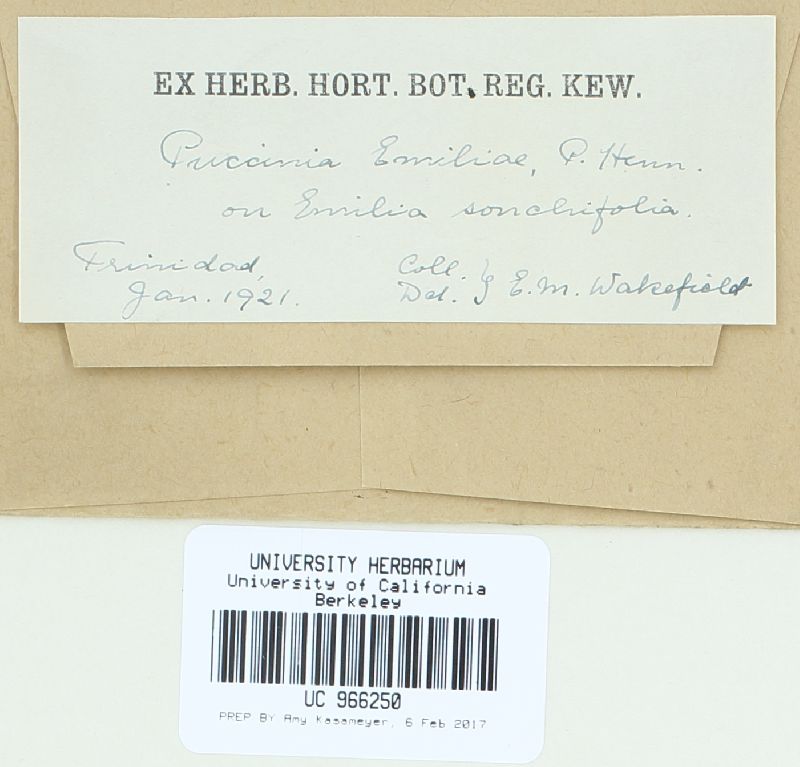 EX HERB. HORT. BOT. REG. KEW.
Puccinia Emiliae, P. Henn.
on Emilia sonchifolia.
Trinidad,
Jan. 1921.
Coll. }
Det. } E.M. Wakefield
UNIVERSITY HERBARIUM
University of California
Berkeley
UC 966250
PREP BY Amy Kasameyer, 6 Feb 2017